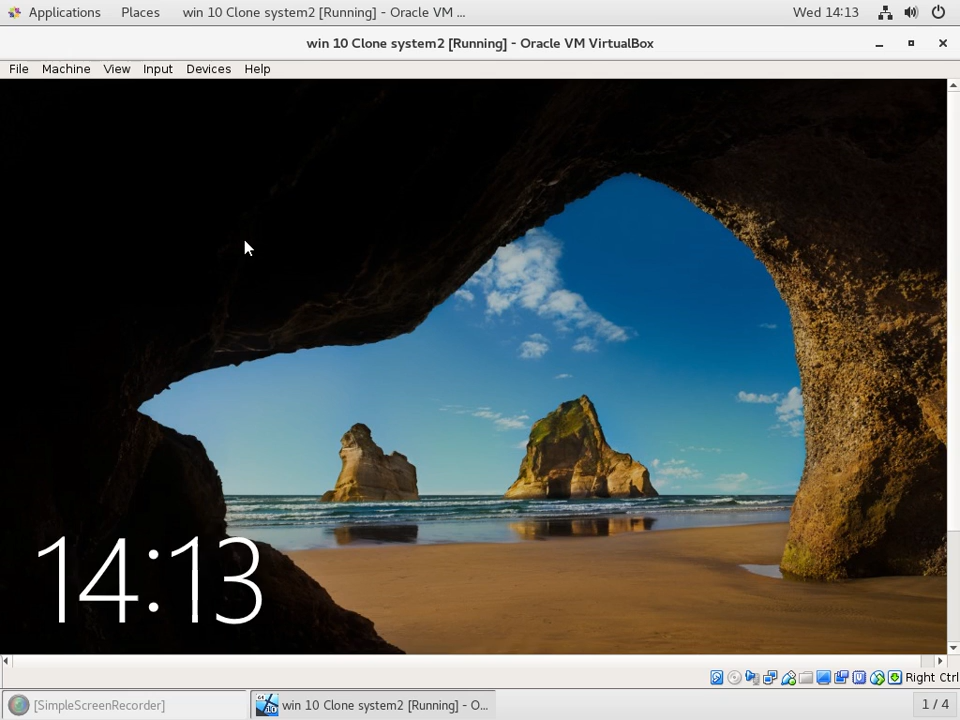 Applications Places win 10 Clone system2 [Running] - Oracle VM ... Wed 14:13
win 10 Clone system2 [Running] - Oracle VM VirtualBox
File Machine View Input Devices Help
14:13
Right Ctrl
[SimpleScreenRecorder] win 10 Clone system2 [Running] - O... 1 / 4